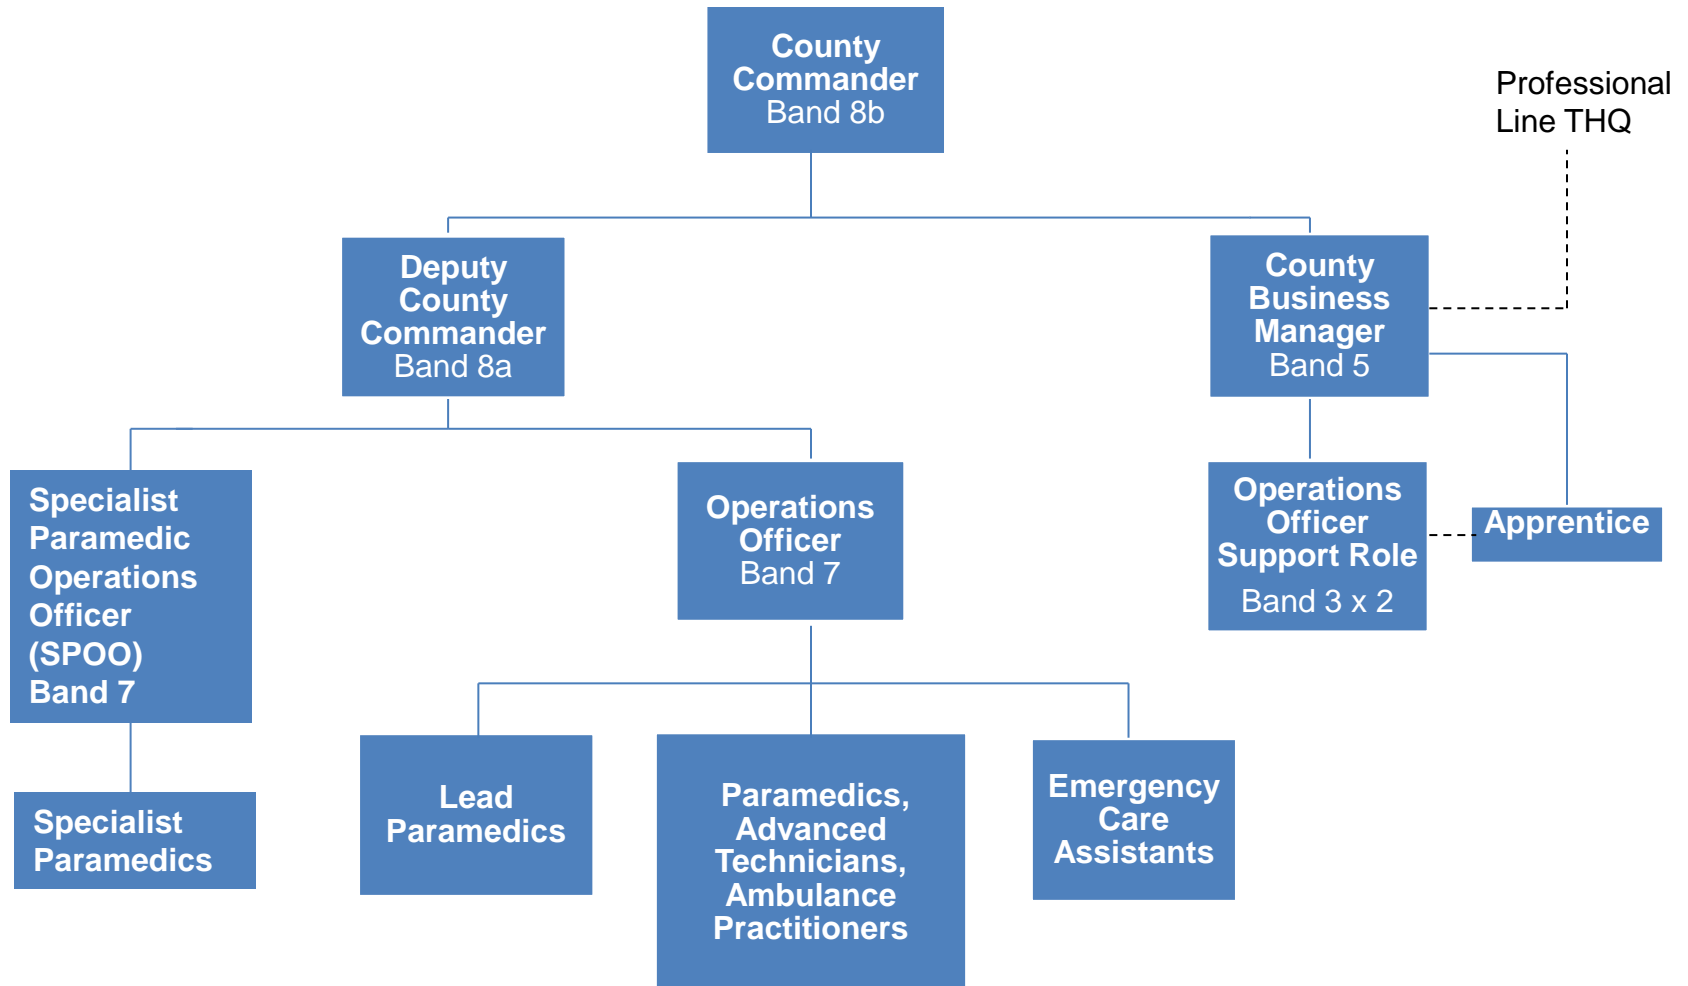 County
Commander
Band 8b
Professional
Line THQ
Deputy
County
Commander
Band 8a
County
Business
Manager
Band 5
Specialist
Paramedic
Operations
Officer
(SPOO)
Band 7
Operations
Officer
Band 7
Operations
Officer
Support Role
Band 3 x 2
Apprentice
Specialist
Paramedics
Lead
Paramedics
Paramedics,
Advanced
Technicians,
Ambulance
Practitioners
Emergency
Care
Assistants